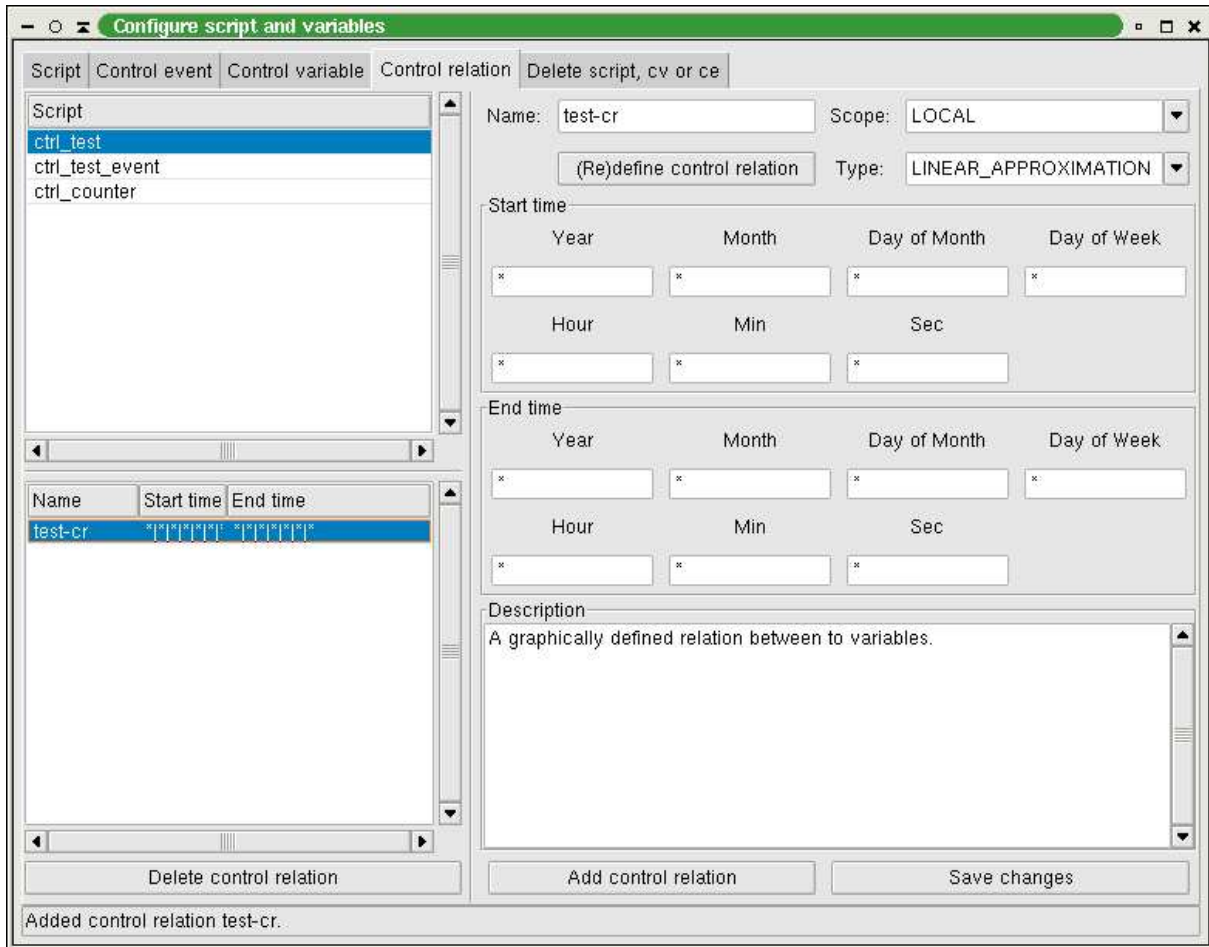 Configure script and variables
Script Control event Control variable Control relation Delete script, cv or ce
Script
ctrl_test
ctrl_test_event
ctrl_counter
Name Start time End time
test-cr *|*|*|*|*|*|* *|*|*|*|*|*|*
Delete control relation
Name: test-cr Scope: LOCAL
(Re)define control relation Type: LINEAR_APPROXIMATION
Start time
Year Month Day of Month Day of Week
* * * *
Hour Min Sec
* * *
End time
Year Month Day of Month Day of Week
* * * *
Hour Min Sec
* * *
Description
A graphically defined relation between to variables.
Add control relation Save changes
Added control relation test-cr.